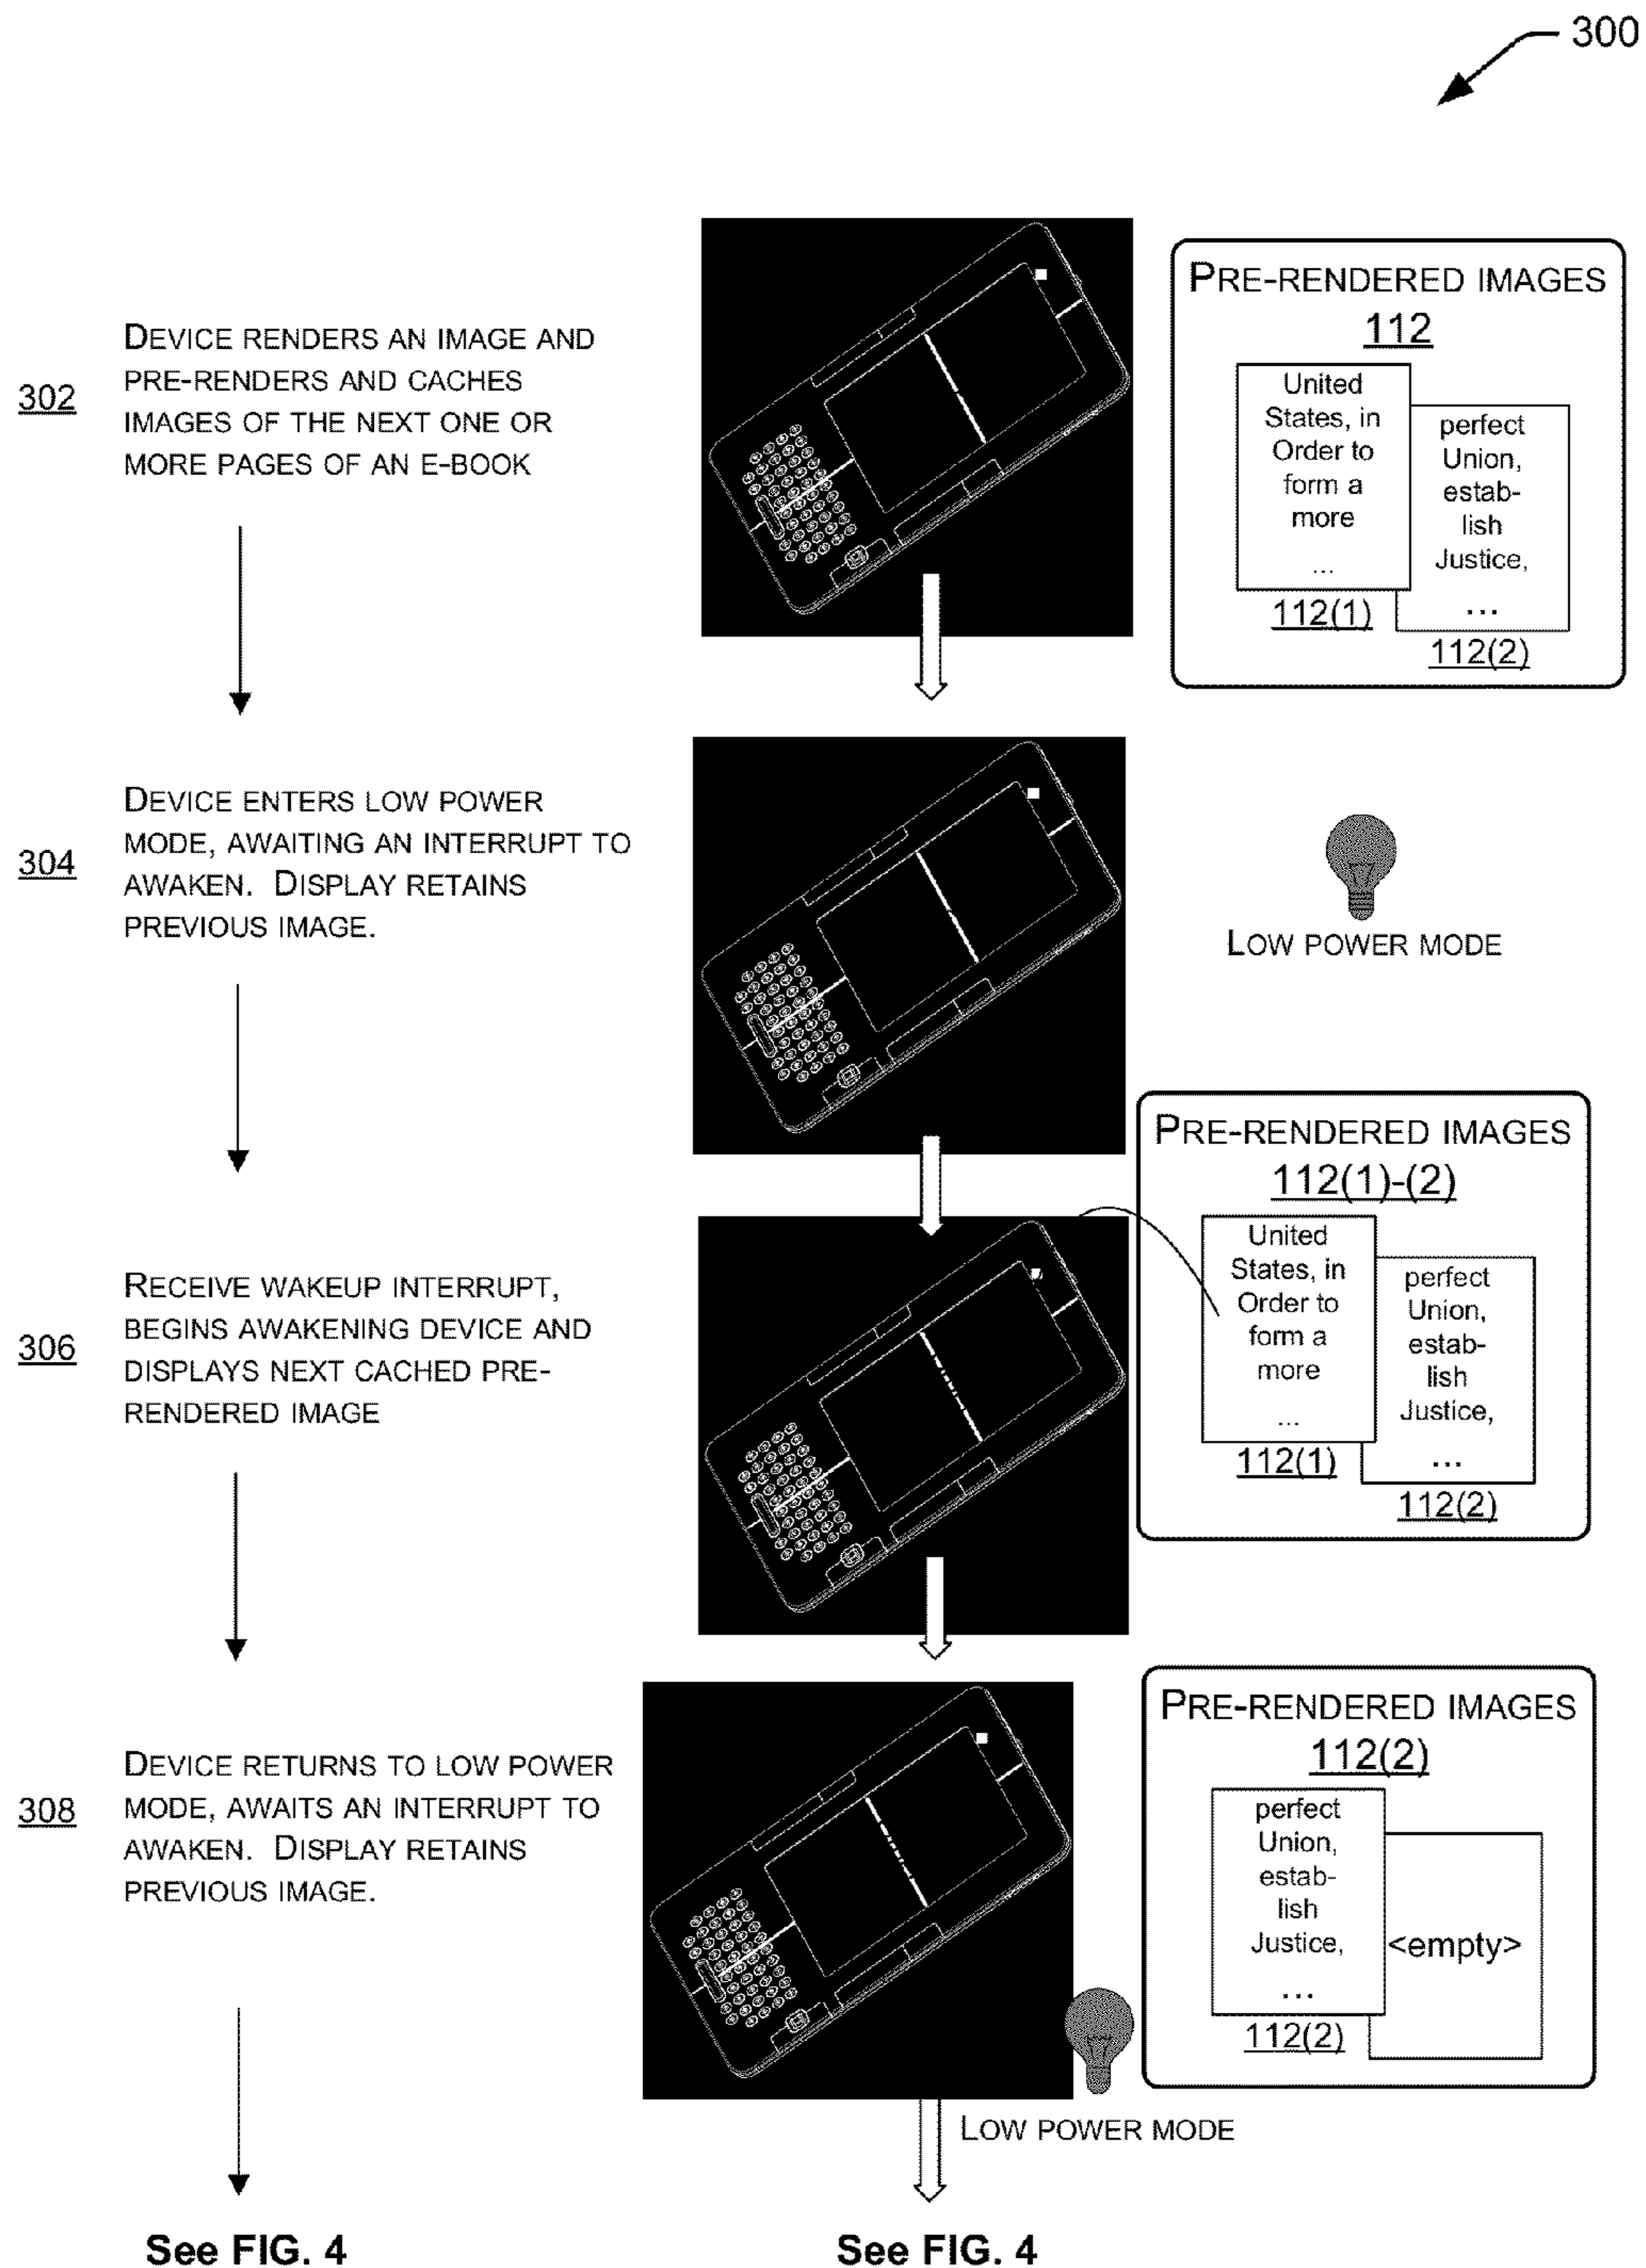 300
302
DEVICE RENDERS AN IMAGE AND
PRE-RENDERS AND CACHES
IMAGES OF THE NEXT ONE OR
MORE PAGES OF AN E-BOOK
PRE-RENDERED IMAGES
112
United
States, in
Order to
form a
more
...
112(1)
perfect
Union,
estab-
lish
Justice,
...
112(2)
304
DEVICE ENTERS LOW POWER
MODE, AWAITING AN INTERRUPT TO
AWAKEN. DISPLAY RETAINS
PREVIOUS IMAGE.
LOW POWER MODE
306
RECEIVE WAKEUP INTERRUPT,
BEGINS AWAKENING DEVICE AND
DISPLAYS NEXT CACHED PRE-
RENDERED IMAGE
PRE-RENDERED IMAGES
112(1)-(2)
United
States, in
Order to
form a
more
...
112(1)
perfect
Union,
estab-
lish
Justice,
...
112(2)
308
DEVICE RETURNS TO LOW POWER
MODE, AWAITS AN INTERRUPT TO
AWAKEN. DISPLAY RETAINS
PREVIOUS IMAGE.
LOW POWER MODE
PRE-RENDERED IMAGES
112(2)
perfect
Union,
estab-
lish
Justice,
...
112(2)
<empty>
See FIG. 4
See FIG. 4